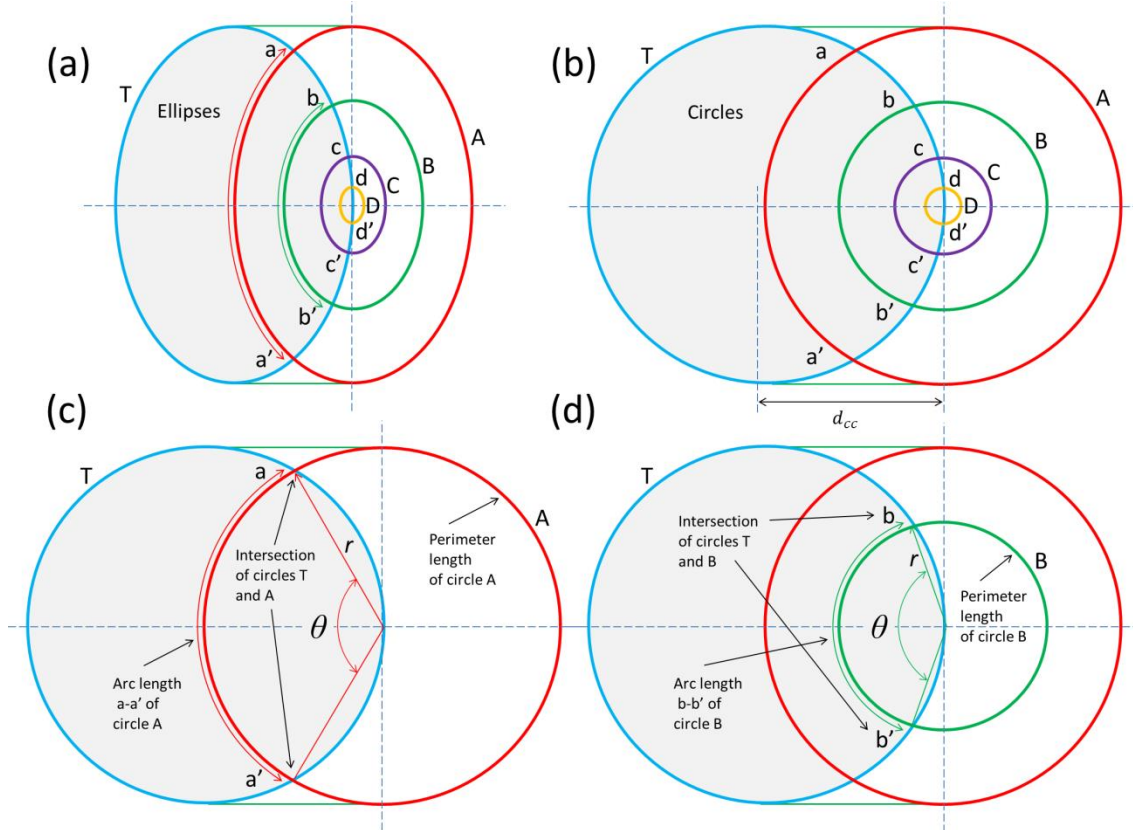 (a)
T
Ellipses
a
b
c
d
D
d’
c’
b’
a’
C
B
A
(b)
T
Circles
a
b
c
d
D
d’
c’
b’
a’
C
B
A
d_cc
(c)
T
a
Intersection
of circles T
and A
r
θ
Perimeter
length
of circle A
A
Arc length
a-a’ of
circle A
a’
(d)
T
Intersection
of circles T
and B
b
r
θ
B
Perimeter
length
of circle B
Arc length
b-b’ of
circle B
b’